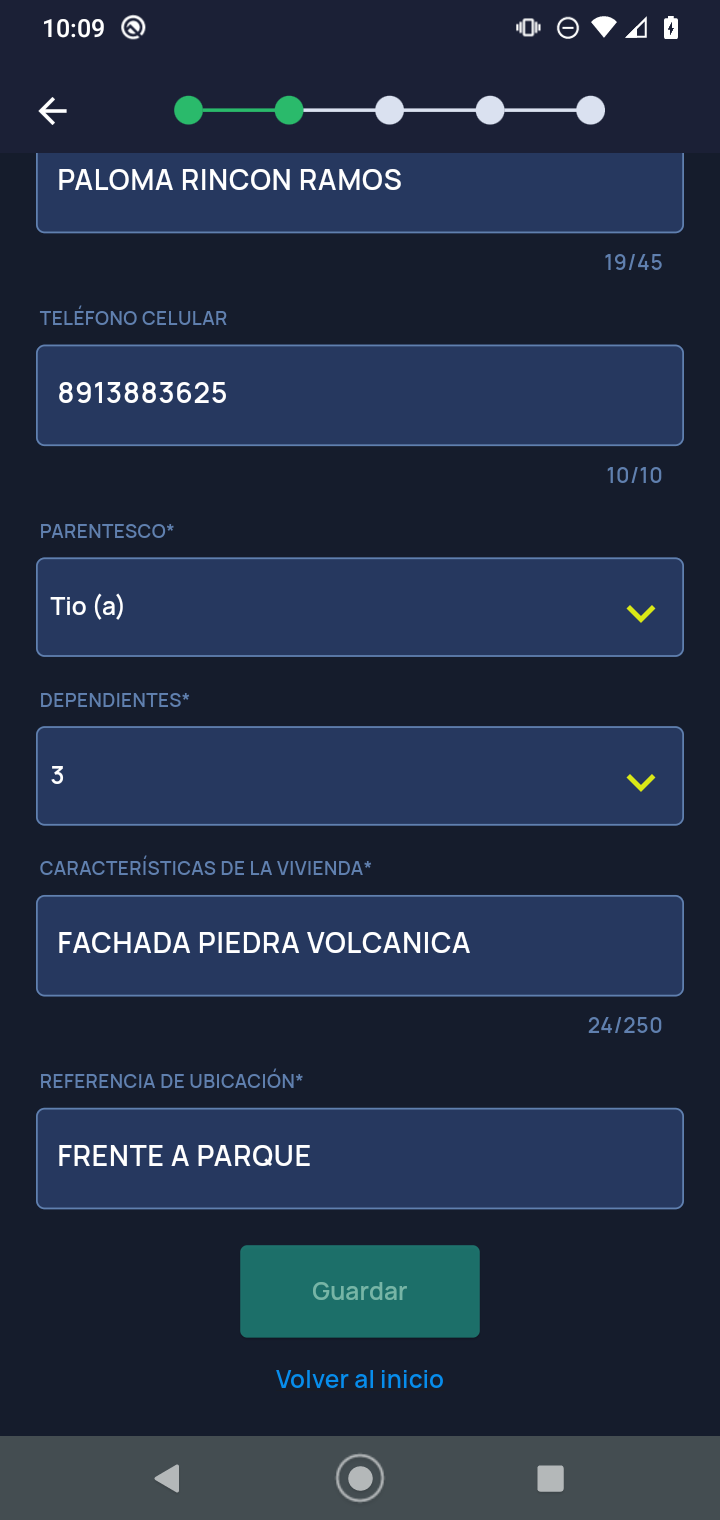 10:09
PALOMA RINCON RAMOS
19/45
TELÉFONO CELULAR
8913883625
10/10
PARENTESCO*
Tio (a)
DEPENDIENTES*
3
CARACTERÍSTICAS DE LA VIVIENDA*
FACHADA PIEDRA VOLCANICA
24/250
REFERENCIA DE UBICACIÓN*
FRENTE A PARQUE
Guardar
Volver al inicio